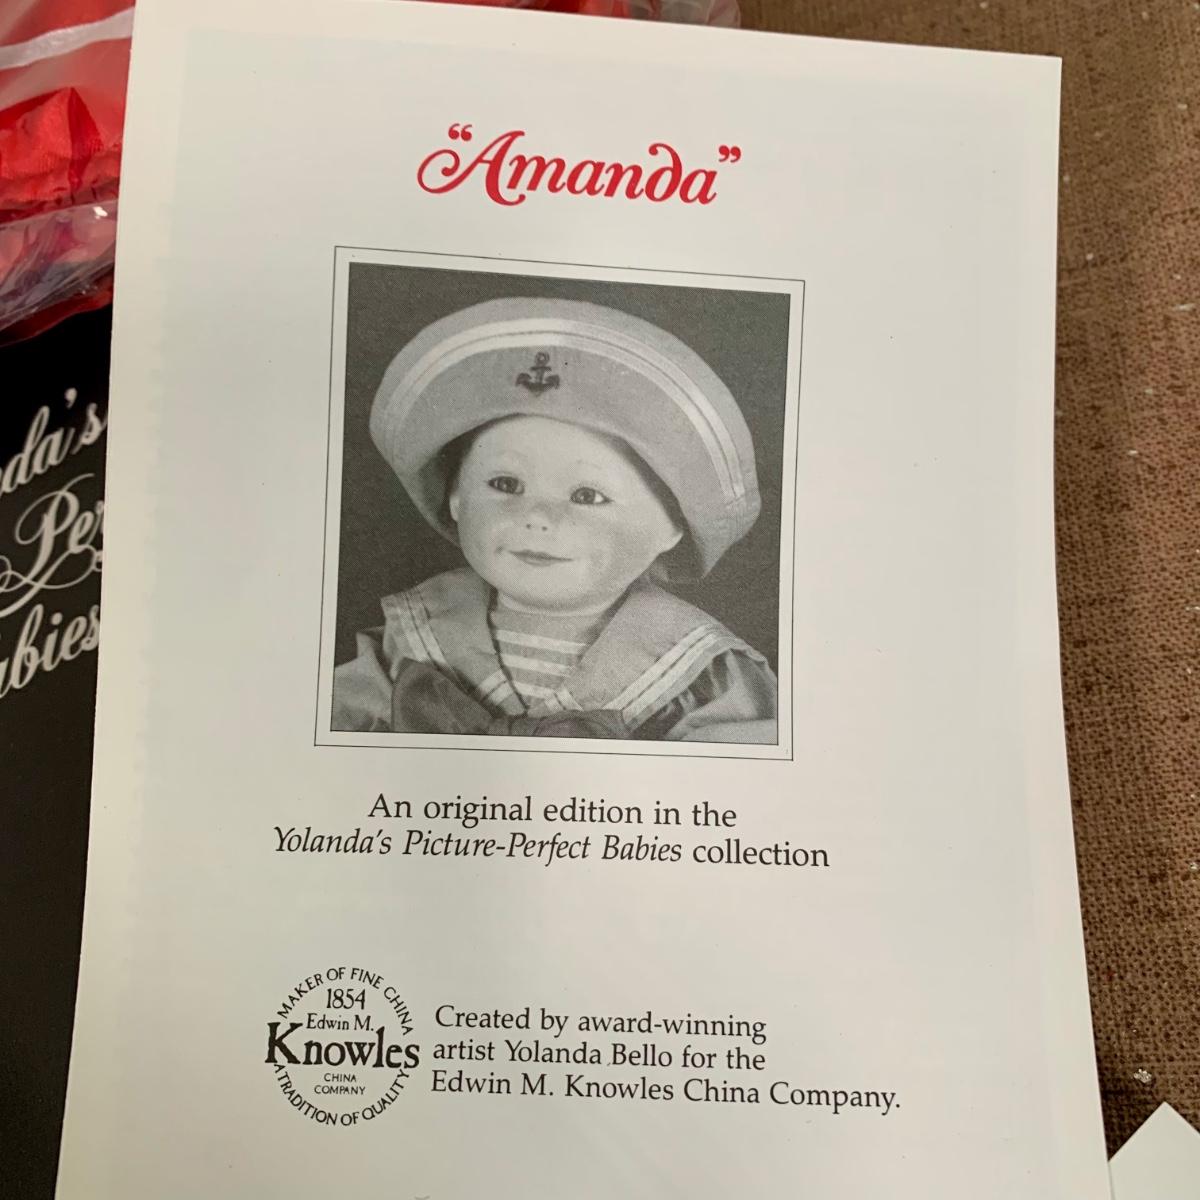 “Amanda”
An original edition in the
Yolanda's Picture-Perfect Babies collection
MAKER OF FINE CHINA
1854
Edwin M.
Knowles
CHINA
COMPANY
A TRADITION OF QUALITY
Created by award-winning
artist Yolanda Bello for the
Edwin M. Knowles China Company.